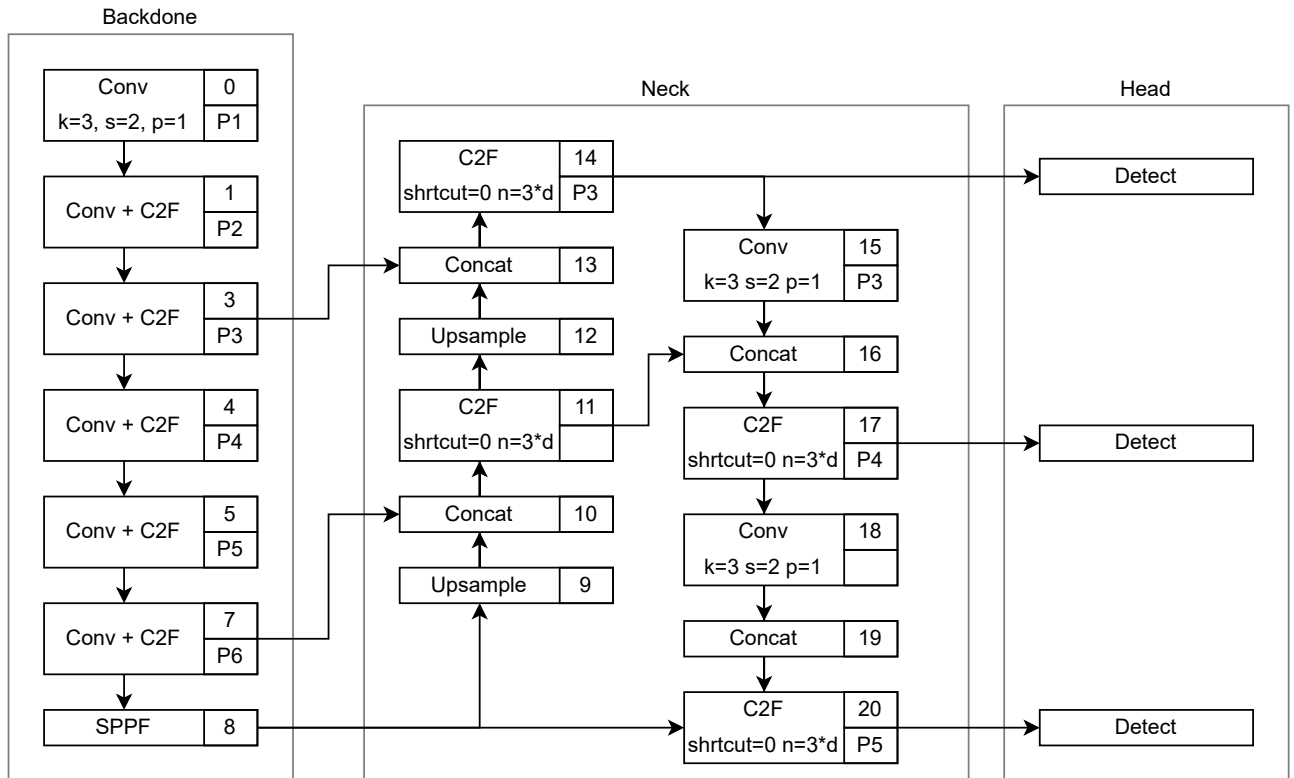 Backdone
Conv
k=3, s=2, p=1
0
P1
Conv + C2F
1
P2
Conv + C2F
3
P3
Conv + C2F
4
P4
Conv + C2F
5
P5
Conv + C2F
7
P6
SPPF
8
Neck
C2F
shrtcut=0 n=3*d
14
P3
Concat
13
Upsample
12
C2F
shrtcut=0 n=3*d
11
Concat
10
Upsample
9
Conv
k=3 s=2 p=1
15
P3
Concat
16
C2F
shrtcut=0 n=3*d
17
P4
Conv
k=3 s=2 p=1
18
Concat
19
C2F
shrtcut=0 n=3*d
20
P5
Head
Detect
Detect
Detect